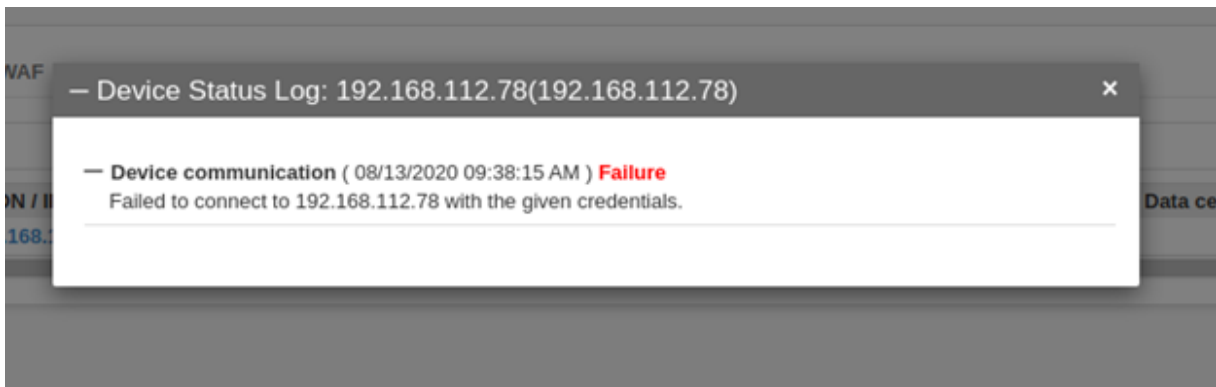 WAF
— Device Status Log: 192.168.112.78(192.168.112.78) ×
— Device communication ( 08/13/2020 09:38:15 AM ) Failure
Failed to connect to 192.168.112.78 with the given credentials.
Data ce
.168.